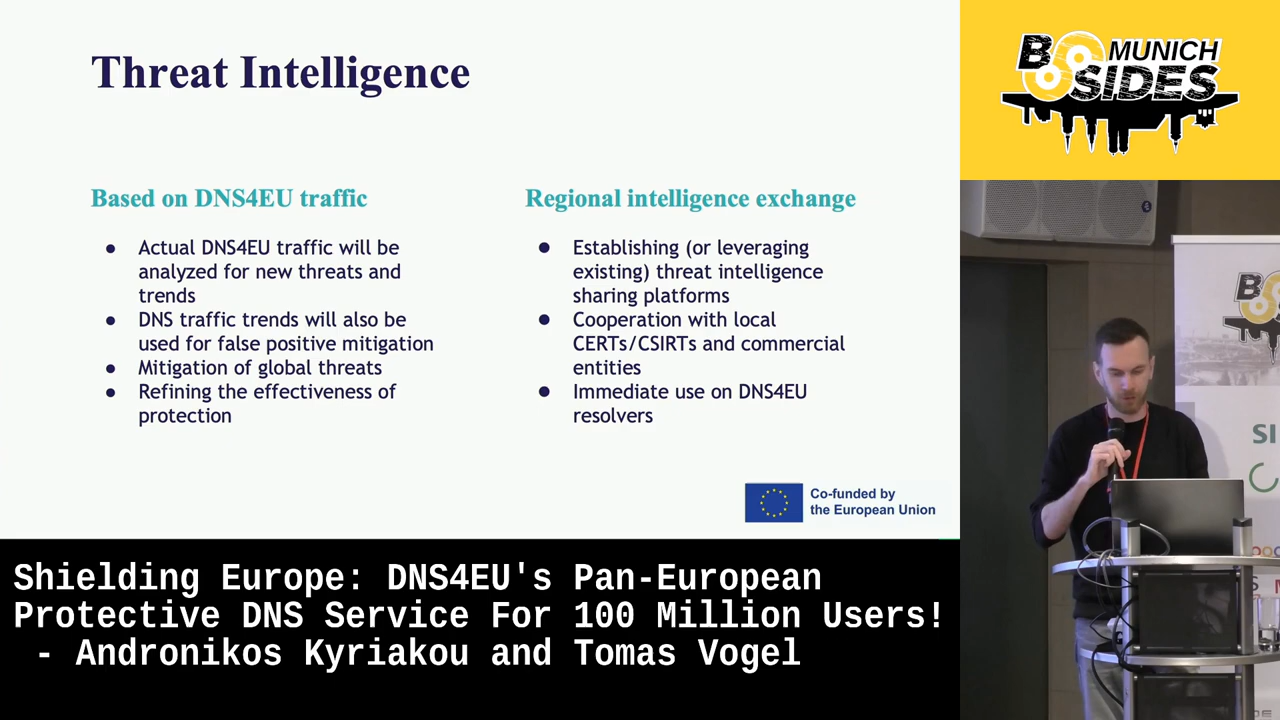 Threat Intelligence
Based on DNS4EU traffic
● Actual DNS4EU traffic will be
analyzed for new threats and
trends
● DNS traffic trends will also be
used for false positive mitigation
● Mitigation of global threats
● Refining the effectiveness of
protection
Regional intelligence exchange
● Establishing (or leveraging
existing) threat intelligence
sharing platforms
● Cooperation with local
CERTs/CSIRTs and commercial
entities
● Immediate use on DNS4EU
resolvers
Co-funded by
the European Union
B MUNICH
SIDES
B
SI
Shielding Europe: DNS4EU's Pan-European
Protective DNS Service For 100 Million Users!
- Andronikos Kyriakou and Tomas Vogel